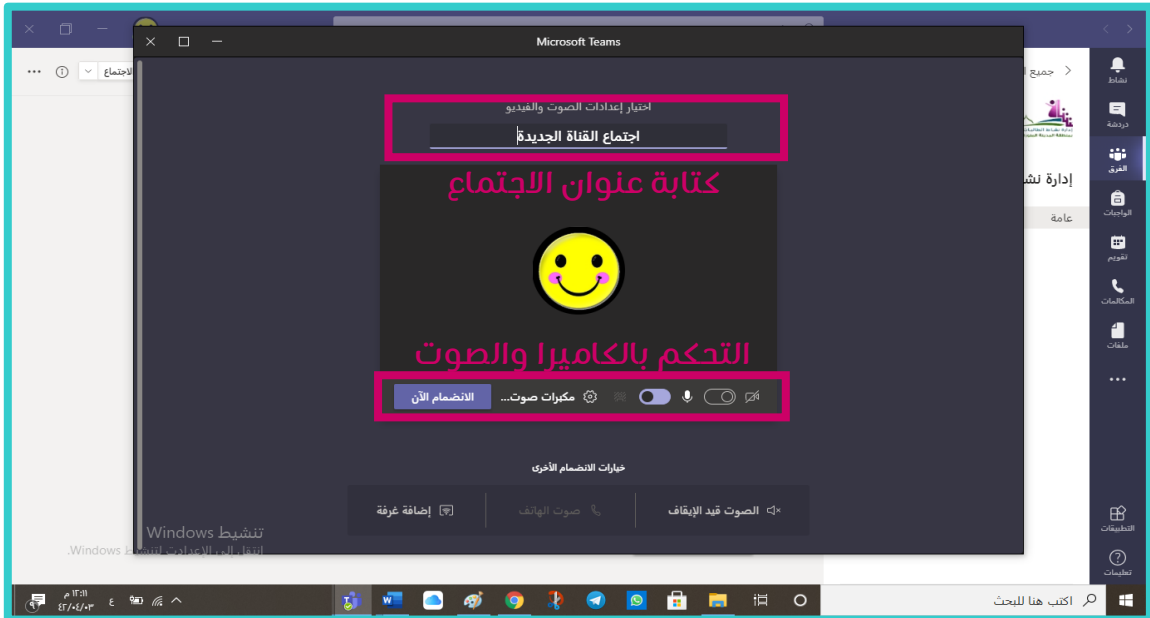 Microsoft Teams
جميع ا
الاجتماع
نشاط
دردشة
الفرق
الواجبات
تقويم
المكالمات
ملفات
إدارة نش
عامة
اختيار إعدادات الصوت والفيديو
اجتماع القناة الجديدة
كتابة عنوان الاجتماع
التحكم بالكاميرا والصوت
مكبرات صوت...
الانضمام الآن
خيارات الانضمام الأخرى
الصوت قيد الإيقاف
صوت الهاتف
إضافة غرفة
تنشيط Windows
انتقل إلى الإعدادت لتنشيط Windows.
التطبيقات
تعليمات
اكتب هنا للبحث
ع
١٢:١١ م
٤٢/٠٤/٠٣